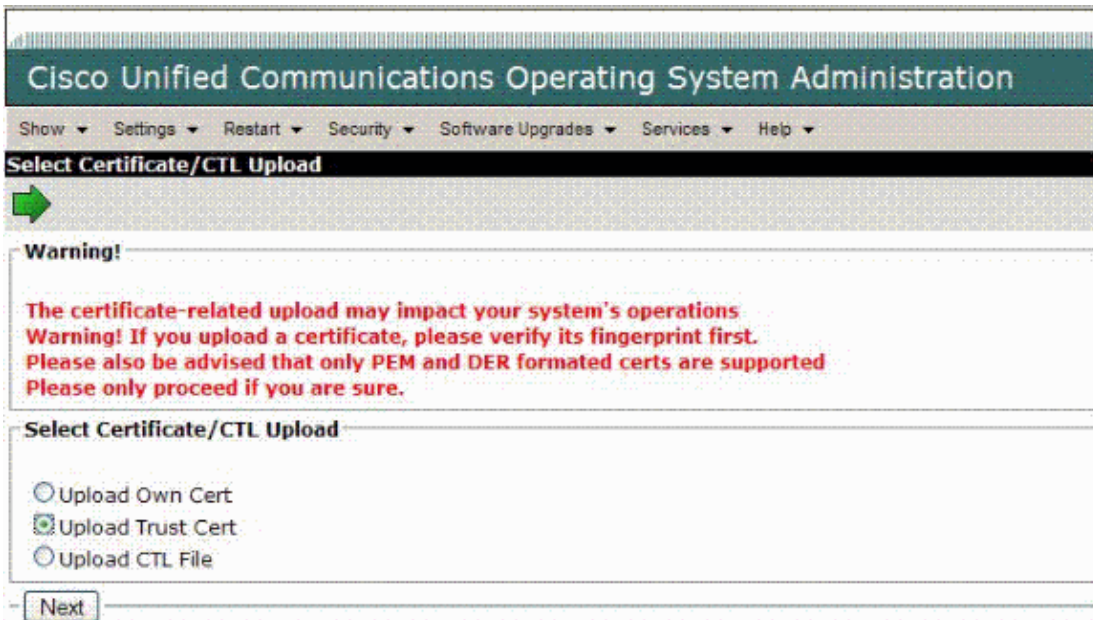 Cisco Unified Communications Operating System Administration
Show Settings Restart Security Software Upgrades Services Help
Select Certificate/CTL Upload
Warning!
The certificate-related upload may impact your system's operations
Warning! If you upload a certificate, please verify its fingerprint first.
Please also be advised that only PEM and DER formated certs are supported
Please only proceed if you are sure.
Select Certificate/CTL Upload
Upload Own Cert
Upload Trust Cert
Upload CTL File
Next